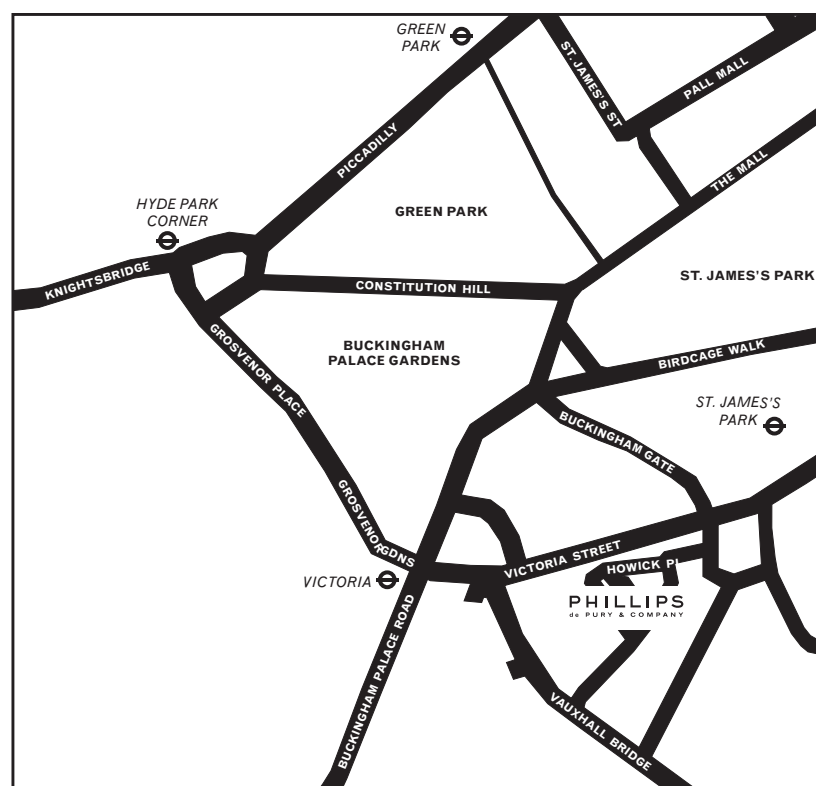 GREEN
PARK
ST. JAMES'S ST
PALL MALL
PICCADILLY
THE MALL
HYDE PARK
CORNER
GREEN PARK
KNIGHTSBRIDGE
CONSTITUTION HILL
ST. JAMES'S PARK
GROSVENOR PLACE
BUCKINGHAM
PALACE GARDENS
BIRDCAGE WALK
ST. JAMES'S
PARK
BUCKINGHAM GATE
GROSVENOR GDNS
VICTORIA
VICTORIA STREET
HOWICK PL
PHILLIPS
de PURY & COMPANY
BUCKINGHAM PALACE ROAD
VAUXHALL BRIDGE